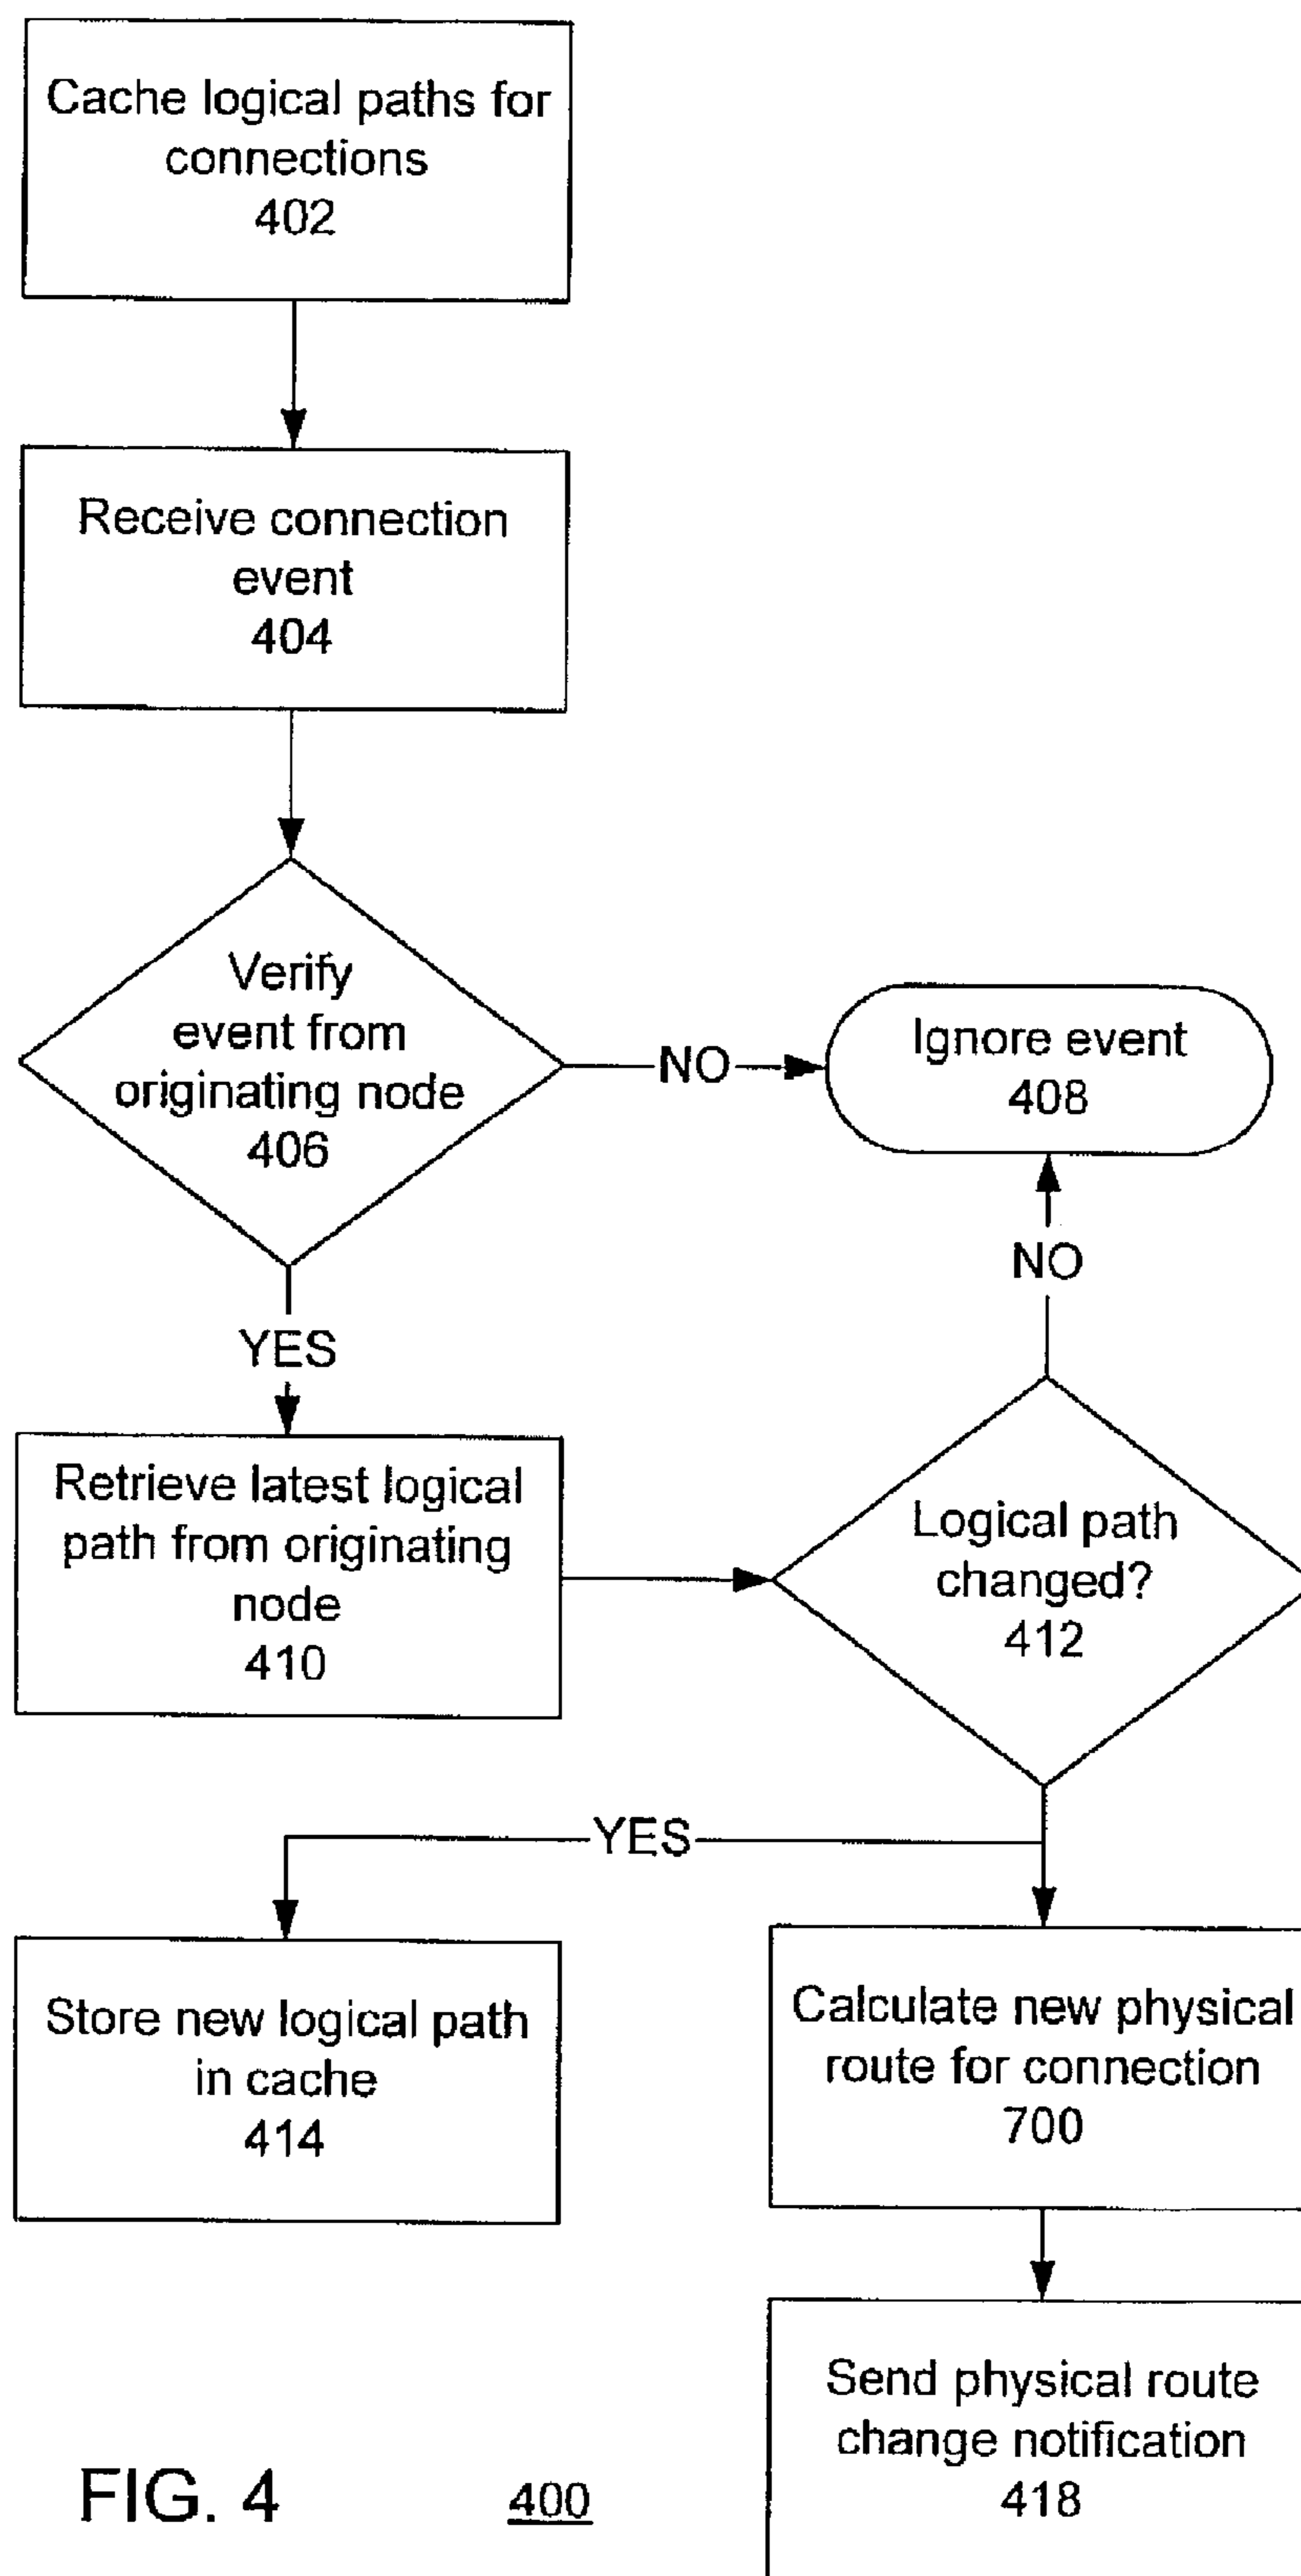 Cache logical paths for
connections
402
Receive connection
event
404
Verify
event from
originating node
406
NO
Ignore event
408
NO
YES
Retrieve latest logical
path from originating
node
410
Logical path
changed?
412
YES
Store new logical path
in cache
414
Calculate new physical
route for connection
700
Send physical route
change notification
418
FIG. 4
400